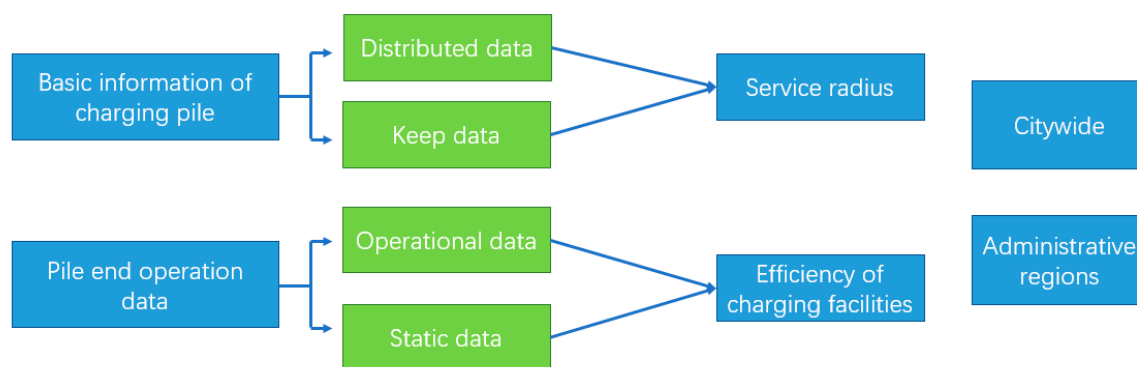 Basic information of
charging pile
Distributed data
Keep data
Service radius
Citywide
Pile end operation
data
Operational data
Static data
Efficiency of
charging facilities
Administrative
regions